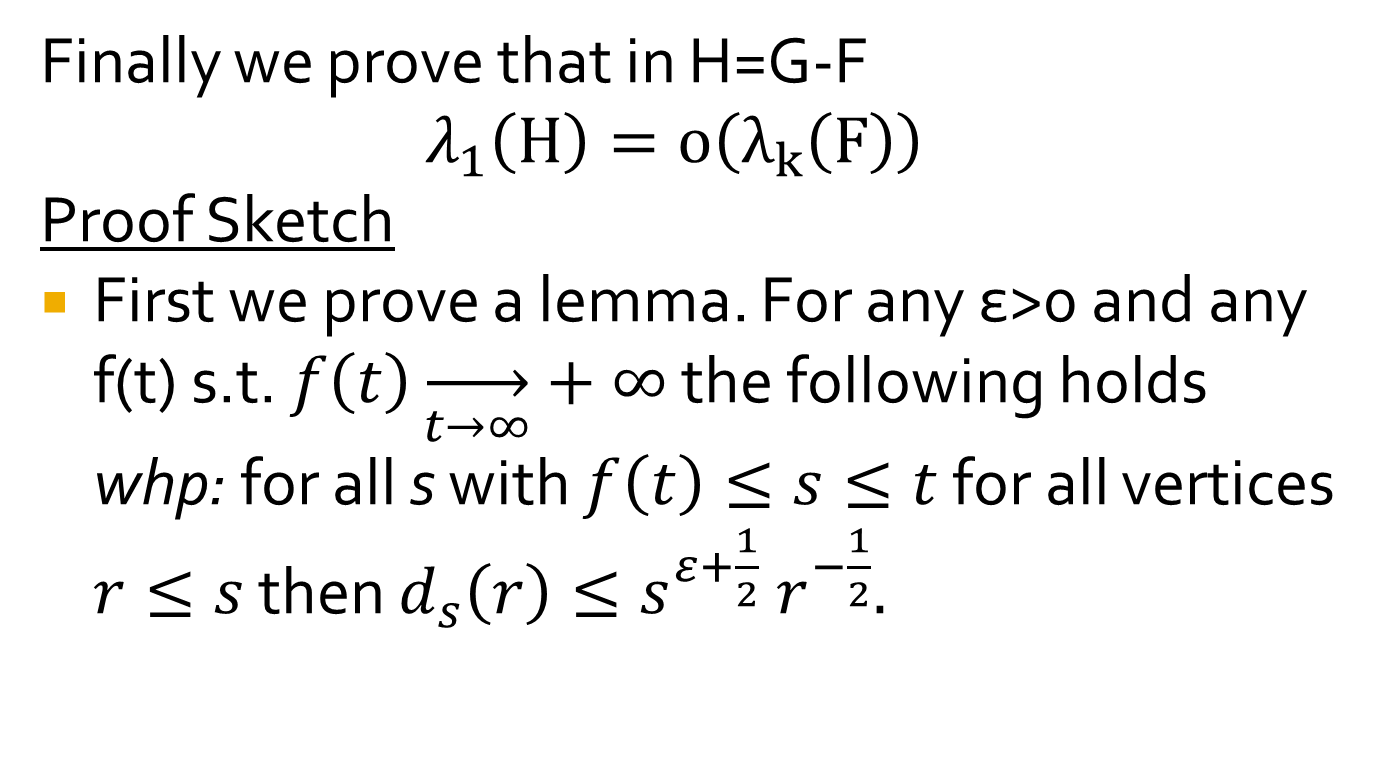 Finally we prove that in H=G-F
λ₁(H) = o(λₖ(F))
Proof Sketch
▪ First we prove a lemma. For any ε>0 and any
f(t) s.t. f(t) ⟶_{t→∞} + ∞ the following holds
whp: for all s with f(t) ≤ s ≤ t for all vertices
r ≤ s then d_s(r) ≤ s^{ε+1/2} r^{-1/2}.